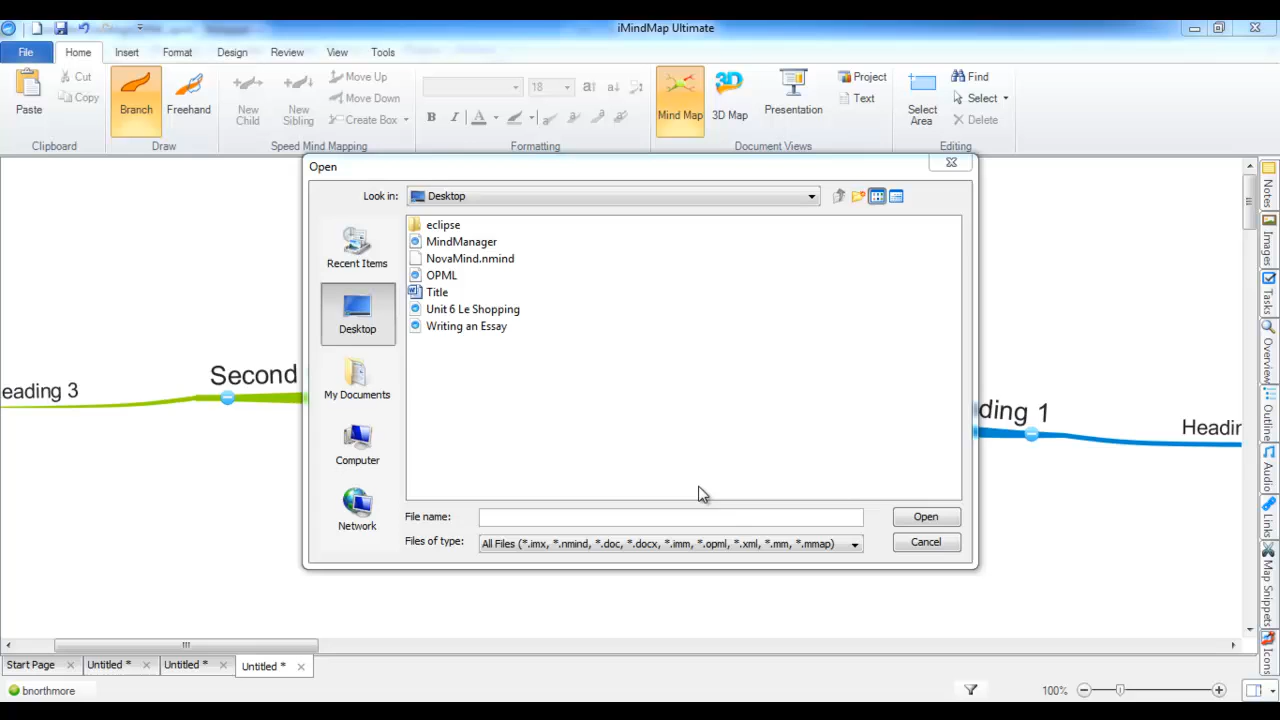 iMindMap Ultimate
File Home Insert Format Design Review View Tools
Paste
Cut
Copy
Clipboard
Branch Freehand
Draw
New Child
New Sibling
Move Up
Move Down
Create Box
Speed Mind Mapping
18
B I A
Formatting
Mind Map
3D Map
Presentation
Project
Text
Document Views
Select Area
Find
Select
Delete
Editing
Open
Look in: Desktop
Recent Items
Desktop
My Documents
Computer
Network
eclipse
MindManager
NovaMind.nmind
OPML
Title
Unit 6 Le Shopping
Writing an Essay
File name:
Open
Files of type: All Files (*.imx, *.nmind, *.doc, *.docx, *.imm, *.opml, *.xml, *.mm, *.mmap)
Cancel
eading 3
Second
ding 1
Headin
Notes
Images
Tasks
Overview
Outline
Audio
Links
Map Snippets
Icons
Start Page Untitled * Untitled * Untitled *
bnorthmore
100%